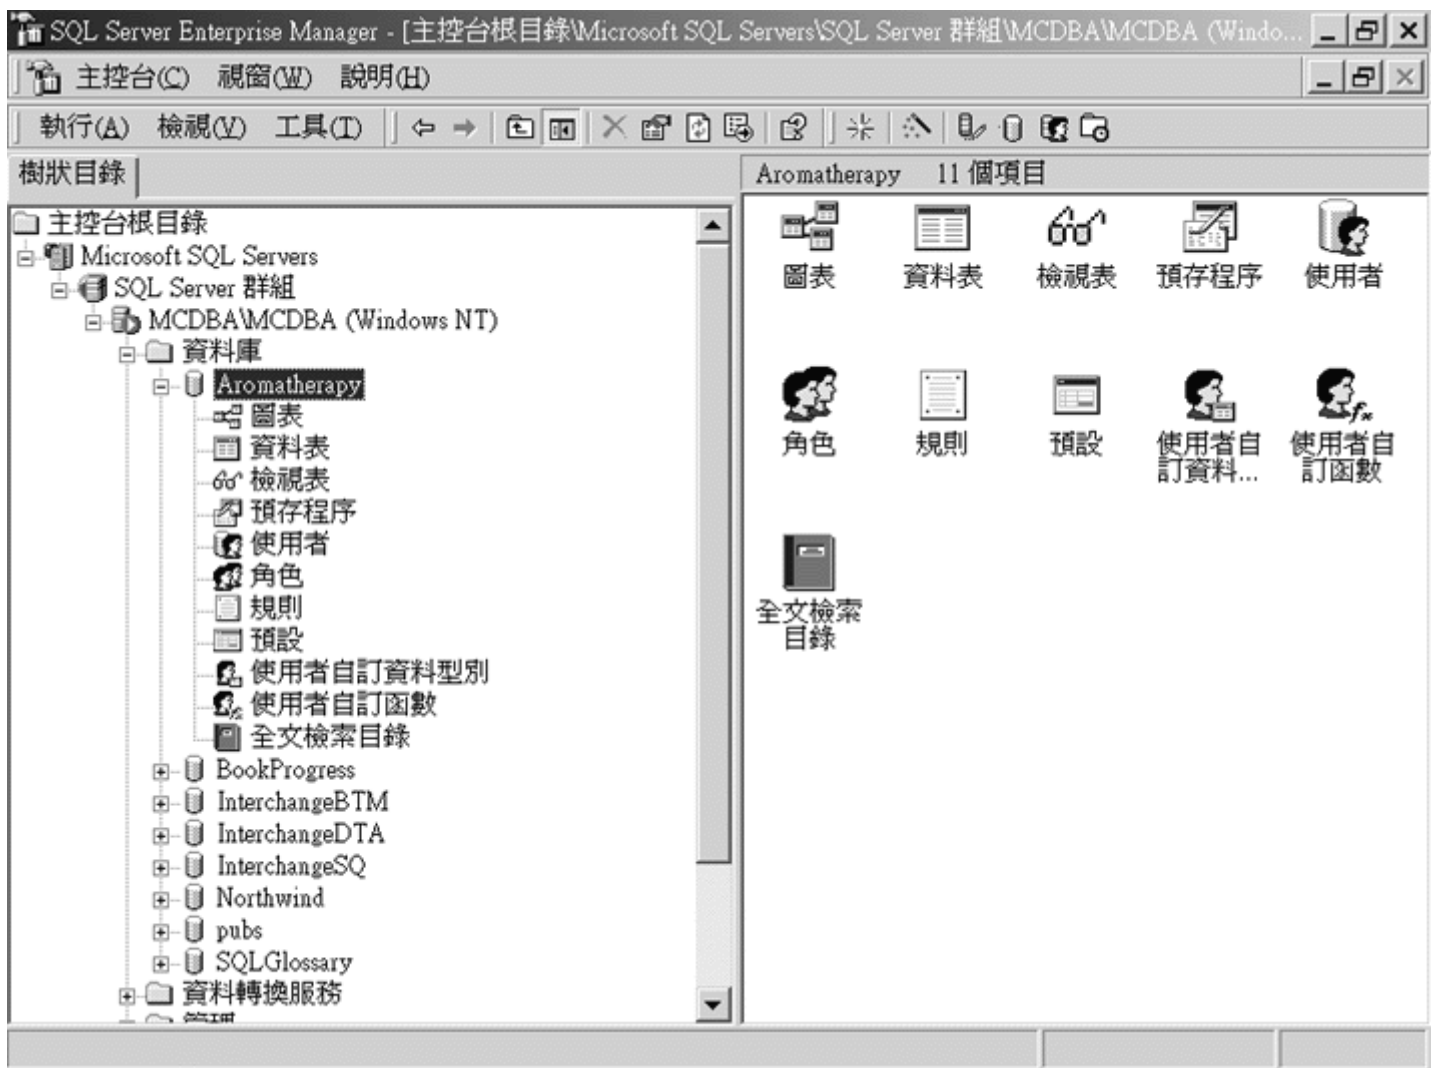 SQL Server Enterprise Manager - [主控台根目錄\Microsoft SQL Servers\SQL Server 群組\MCDBA\MCDBA (Windo...
主控台(C) 視窗(W) 說明(H)
執行(A) 檢視(V) 工具(T)
樹狀目錄
Aromatherapy 11 個項目
主控台根目錄
Microsoft SQL Servers
SQL Server 群組
MCDBA\MCDBA (Windows NT)
資料庫
Aromatherapy
圖表
資料表
檢視表
預存程序
使用者
角色
規則
預設
使用者自訂資料型別
使用者自訂函數
全文檢索目錄
BookProgress
InterchangeBTM
InterchangeDTA
InterchangeSQ
Northwind
pubs
SQLGlossary
資料轉換服務
管理
圖表 資料表 檢視表 預存程序 使用者
角色 規則 預設 使用者自訂資料... 使用者自訂函數
全文檢索目錄